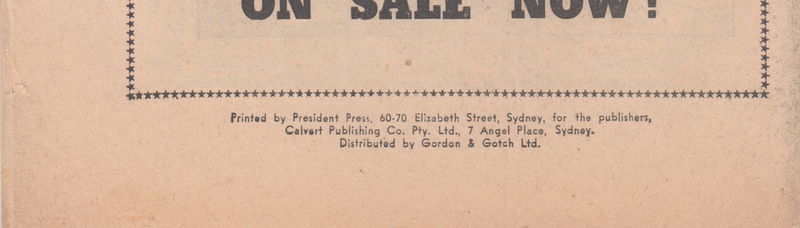 ON SALE NOW!
Printed by President Press, 60-70 Elizabeth Street, Sydney, for the publishers,
Calvert Publishing Co. Pty. Ltd., 7 Angel Place, Sydney.
Distributed by Gordon & Gotch Ltd.